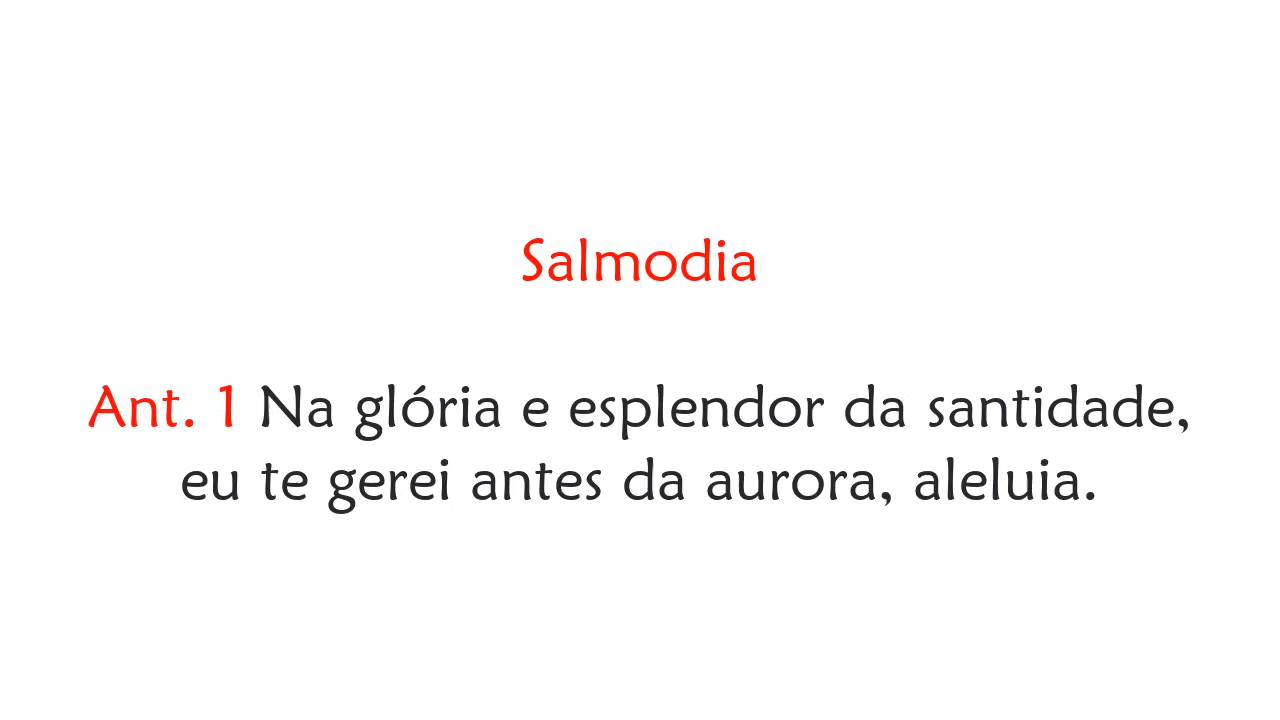 Salmodia
Ant. 1 Na glória e esplendor da santidade,
eu te gerei antes da aurora, aleluia.